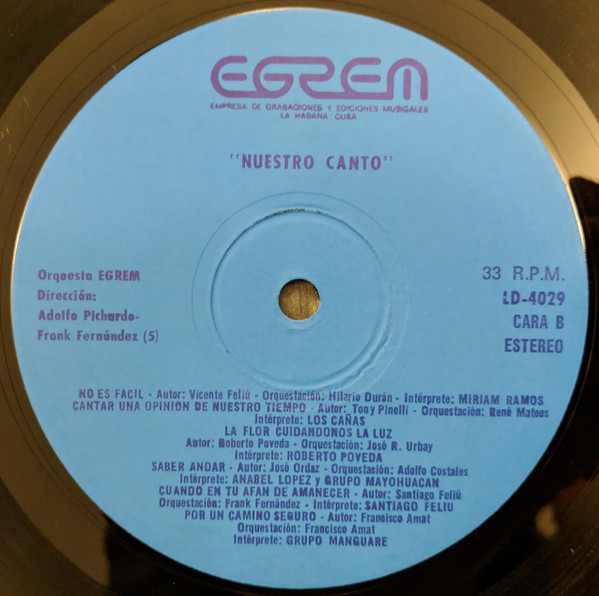 EGREM
EMPRESA DE GRABACIONES Y EDICIONES MUSICALES
LA HABANA CUBA
"NUESTRO CANTO"
Orqaesta EGREM
Dirección:
Adolfo Pichardo-
Frank Fernández (5)
33 R.P.M.
LD-4029
CARA B
ESTEREO
NO ES FACIL - Autor: Vicente Feliú - Orquestación: Hilario Durán - Intérprete: MIRIAM RAMOS
CANTAR UNA OPINION DE NUESTRO TIEMPO - Autor: Tony Pinelli - Orquestación: René Mateos
Intérprete: LOS CAÑAS
LA FLOR CUIDANDONOS LA LUZ
Autor: Roberto Poveda - Orquestación: José R. Urbay
Intérprete: ROBERTO POVEDA
SABER ANDAR - Autor: José Ordaz - Orquestación: Adolfo Costales
Intérprete: ANABEL LOPEZ y GRUPO MAYOHUACAN
CUANDO EN TU AFAN DE AMANECER - Autor: Santiago Feliú
Orquestación: Frank Fernández - Intérprete: SANTIAGO FELIU
POR UN CAMINO SEGURO - Autor: Francisco Amat
Orquestación: Francisco Amat
Intérprete: GRUPO MANGUARE